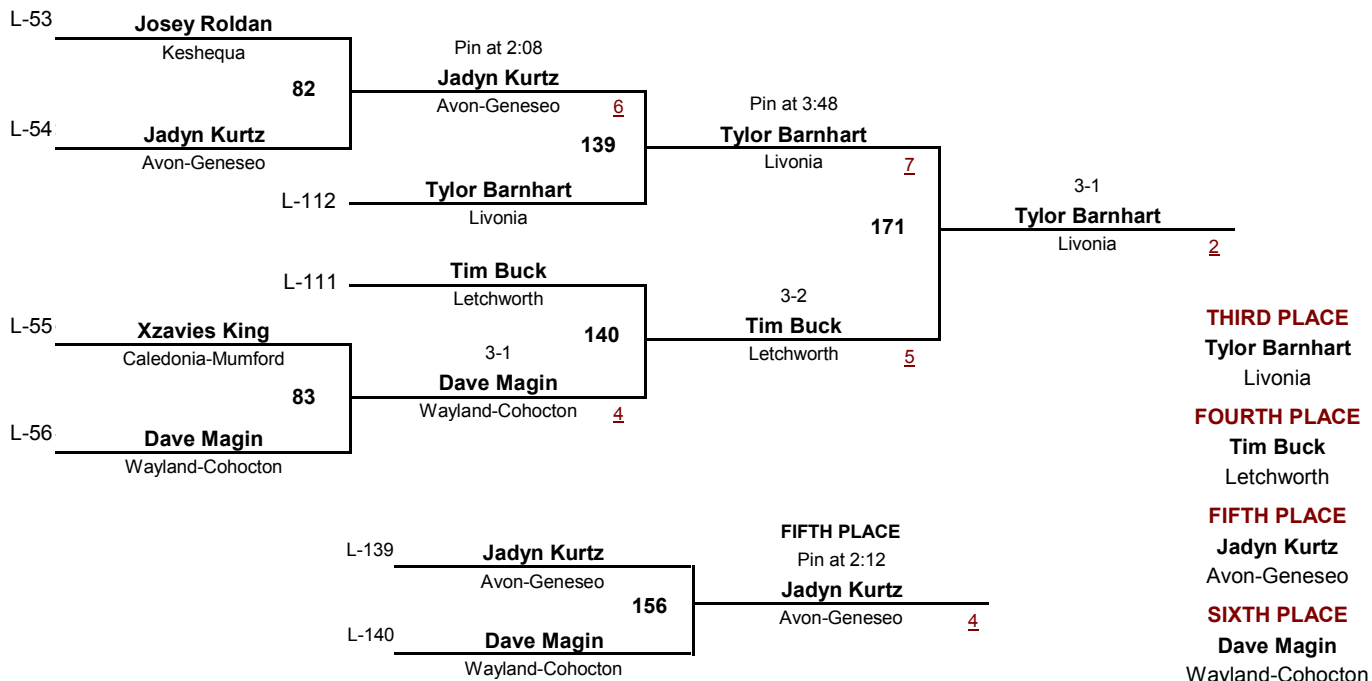 L-53
Josey Roldan
Keshequa
82
L-54
Jadyn Kurtz
Avon-Geneseo
Pin at 2:08
Jadyn Kurtz
Avon-Geneseo
6
139
L-112
Tylor Barnhart
Livonia
Pin at 3:48
Tylor Barnhart
Livonia
7
171
3-1
Tylor Barnhart
Livonia
2
L-111
Tim Buck
Letchworth
140
L-55
Xzavies King
Caledonia-Mumford
83
L-56
Dave Magin
Wayland-Cohocton
3-1
Dave Magin
Wayland-Cohocton
4
3-2
Tim Buck
Letchworth
5
THIRD PLACE
Tylor Barnhart
Livonia
FOURTH PLACE
Tim Buck
Letchworth
FIFTH PLACE
Jadyn Kurtz
Avon-Geneseo
SIXTH PLACE
Dave Magin
Wayland-Cohocton
L-139
Jadyn Kurtz
Avon-Geneseo
156
L-140
Dave Magin
Wayland-Cohocton
FIFTH PLACE
Pin at 2:12
Jadyn Kurtz
Avon-Geneseo
4